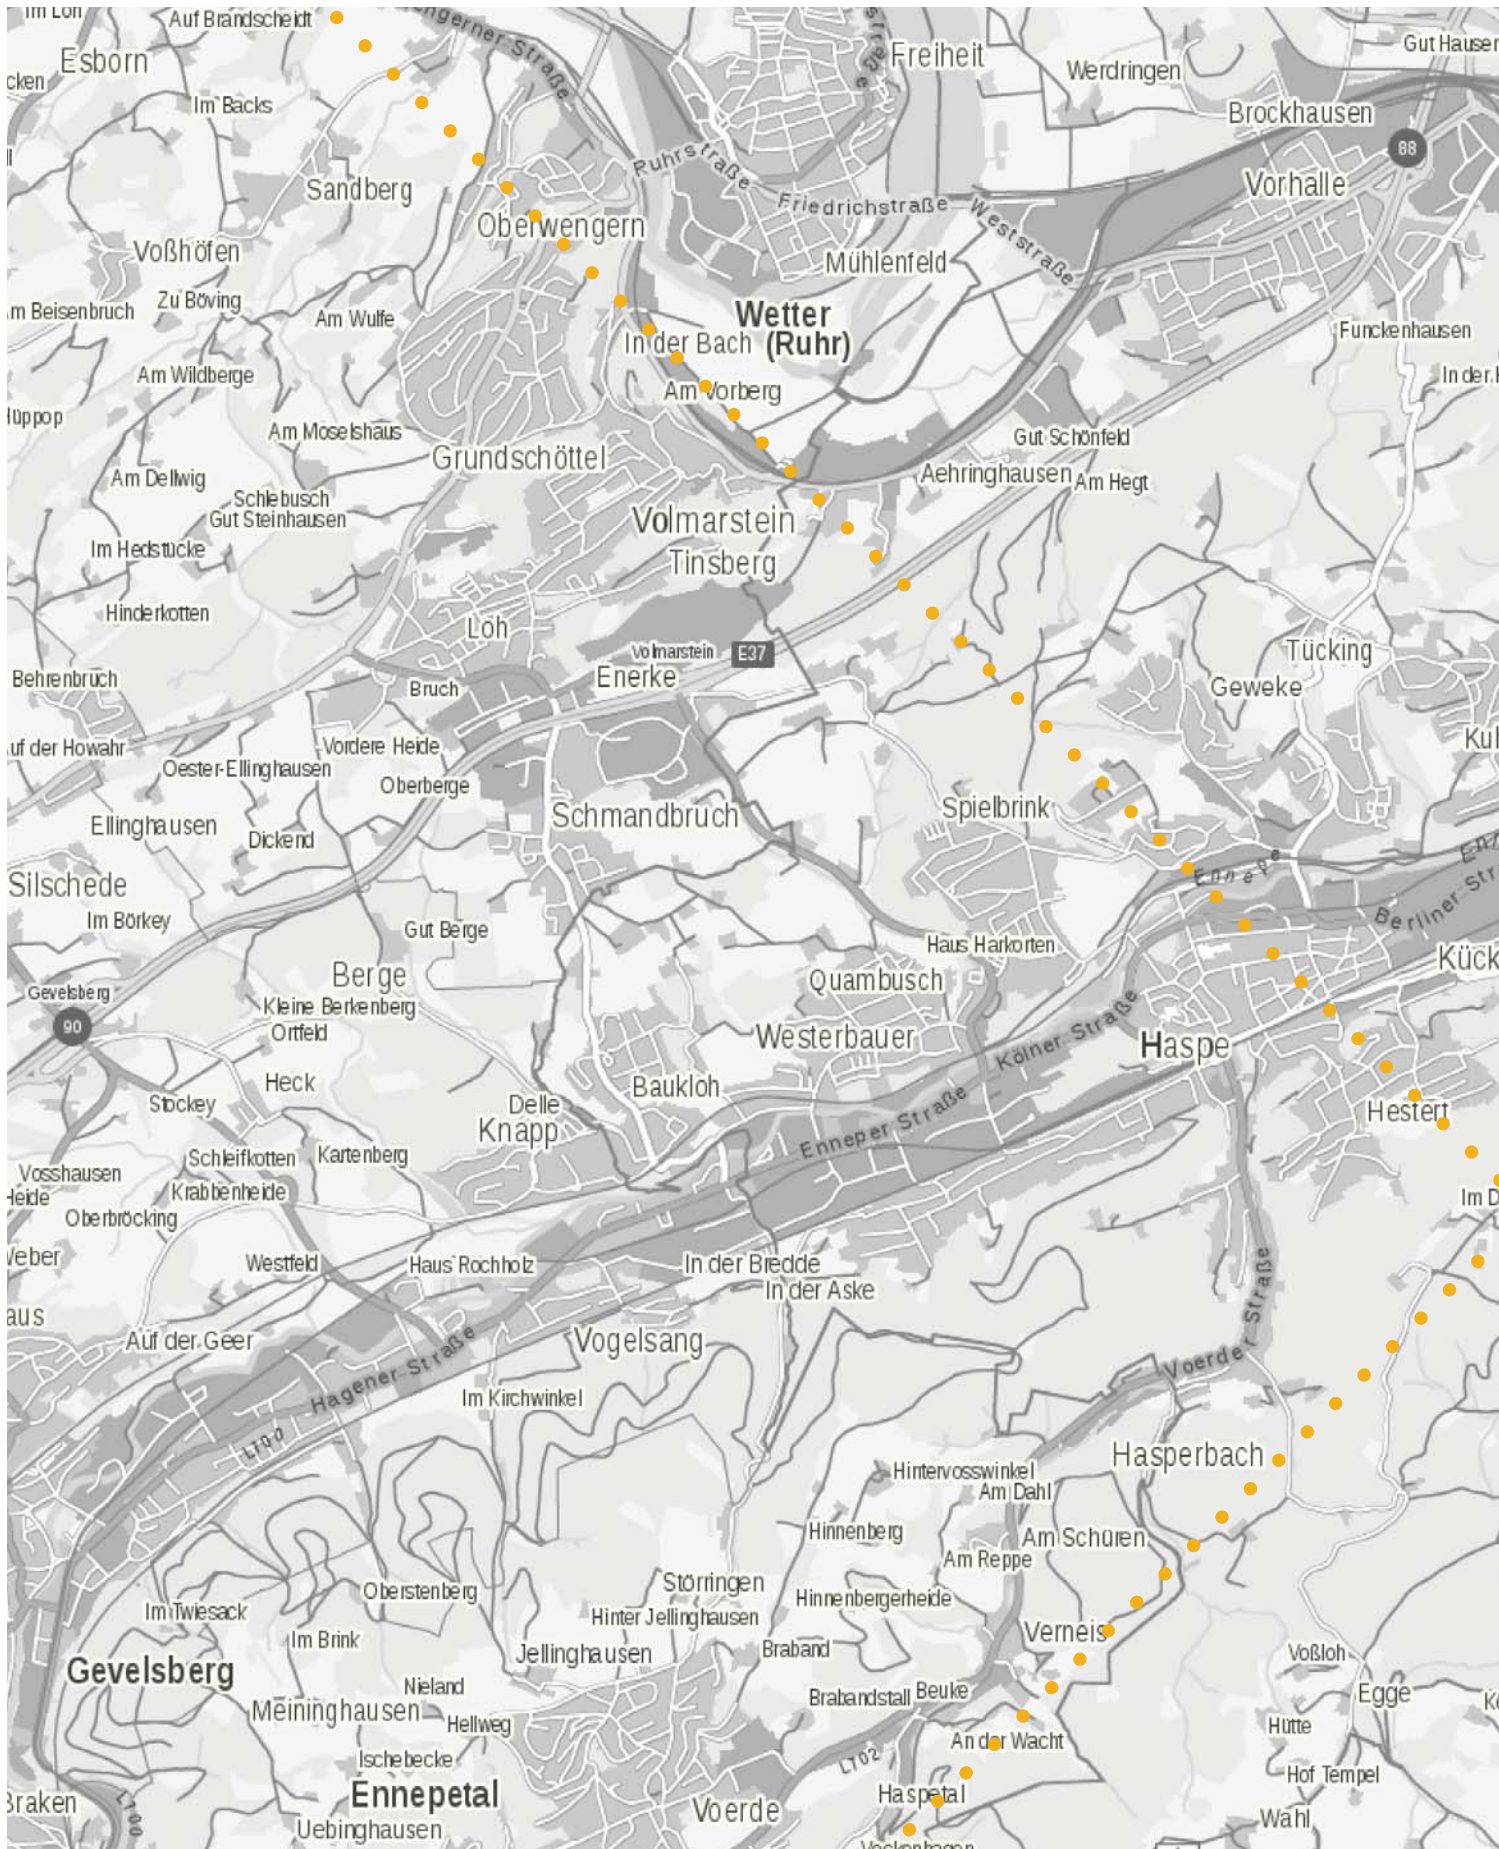 Auf Brandscheidt
Esborn
Im Backs
Sandberg
Voßhöfen
Zu Böving
Am Wulfe
Am Wildberge
Am Moselshaus
Am Dellwig
Schlebusch
Gut Steinhausen
Im Hedstücke
Hinderkotten
Behrenbruch
Oberwengern
Ruhrstraße
Friedrichstraße
Weststraße
Freiheit
Werdringen
Gut Hausen
Brockhausen
88
Vorhalle
Mühlenfeld
Wetter
(Ruhr)
In der Bach
Am Vorberg
Funckenhausen
Grundschöttel
Gut Schönfeld
Aehringhausen
Am Hegt
Volmarstein
Tinsberg
Loh
Volmarstein
E37
Enerke
Bruch
Tücking
Geweke
Vordere Heide
Oester-Ellinghausen
Oberberge
Ellinghausen
Dickend
Schmandbruch
Spielbrink
Silschede
Im Börkey
Gut Berge
Ennepe
Berliner Str
Haus Harkorten
Kück
Berge
Gevelsberg
90
Kleine Berkenberg
Ortfeld
Quambusch
Westerbauer
Kölner Straße
Haspe
Heck
Stockey
Baukloh
Delle
Knapp
Enneper Straße
Hestert
Schleifkotten
Kartenberg
Vosshausen
Krabbenheide
Oberbröcking
Im D
Westfeld
Haus Rochholz
In der Bredde
In der Aske
Voerder Straße
Auf der Geer
Vogelsang
Hagener Straße
Im Kirchwinkel
L700
Hasperbach
Hintervosswinkel
Am Dahl
Hinnenberg
Am Schüren
Am Reppe
Oberstenberg
Störringen
Hinnenbergerheide
Im Twiesack
Hinter Jellinghausen
Im Brink
Verneis
Jellinghausen
Braband
Voßloh
Gevelsberg
Nieland
Brabandstall
Beuke
Egge
Meininghausen
Hellweg
Hütte
An der Wacht
Ischebecke
L702
Hof Tempel
Ennepetal
Haspetal
Braken
L700
Voerde
Wahl
Uebinghausen